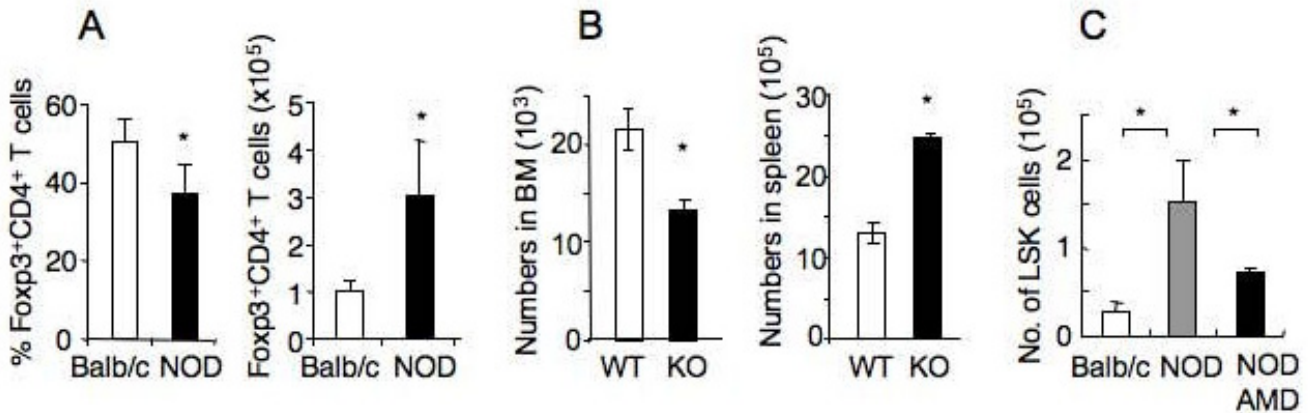 A
% Foxp3⁺CD4⁺ T cells
60
40
20
0
*
Balb/c NOD
Foxp3⁺CD4⁺ T cells (x10⁵)
5
4
3
2
1
0
*
Balb/c NOD
B
Numbers in BM (10³)
20
10
0
*
WT KO
Numbers in spleen (10⁵)
30
20
10
0
*
WT KO
C
No. of LSK cells (10⁵)
2
1
0
* *
Balb/c NOD NOD
AMD